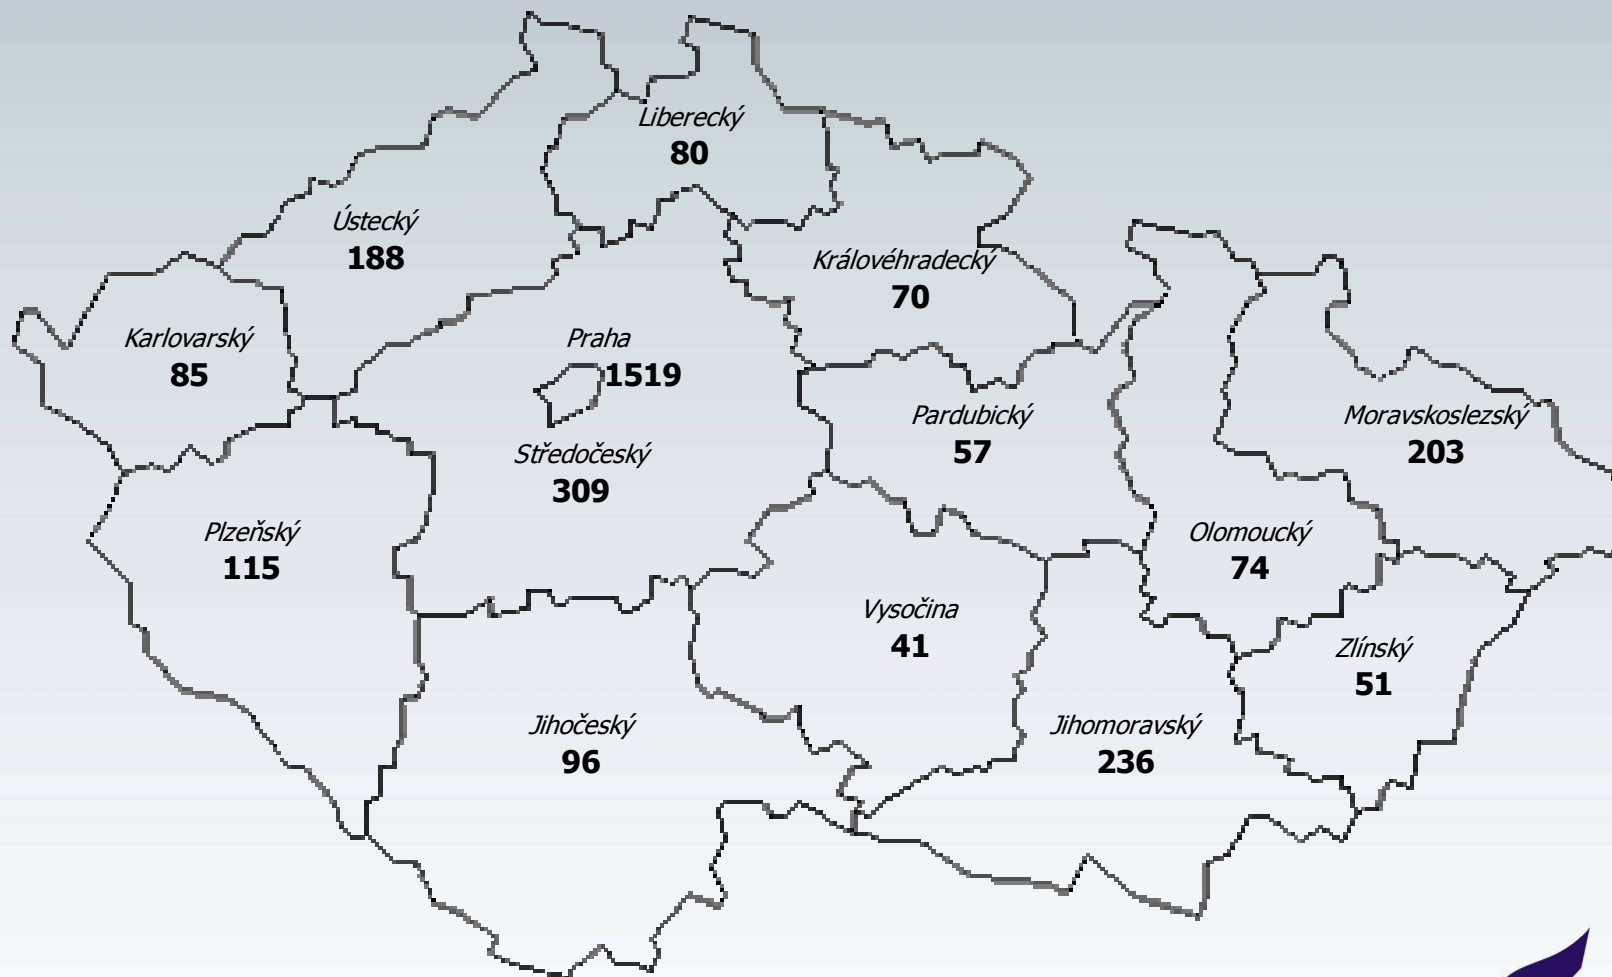 Liberecký
80
Ústecký
188
Královéhradecký
70
Karlovarský
85
Praha
1519
Pardubický
57
Moravskoslezský
203
Středočeský
309
Plzeňský
115
Olomoucký
74
Vysočina
41
Zlínský
51
Jihočeský
96
Jihomoravský
236